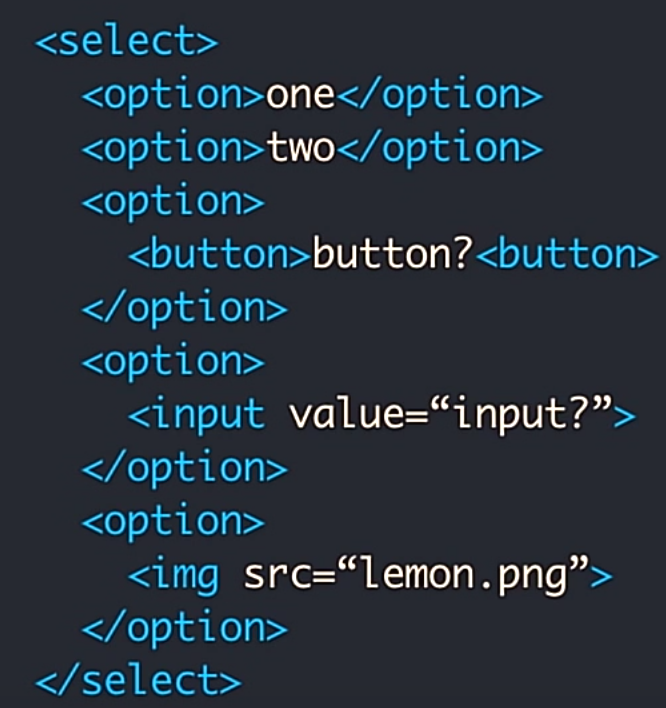 <select>
<option>one</option>
<option>two</option>
<option>
<button>button?<button>
</option>
<option>
<input value=“input?”>
</option>
<option>
<img src=“lemon.png”>
</option>
</select>